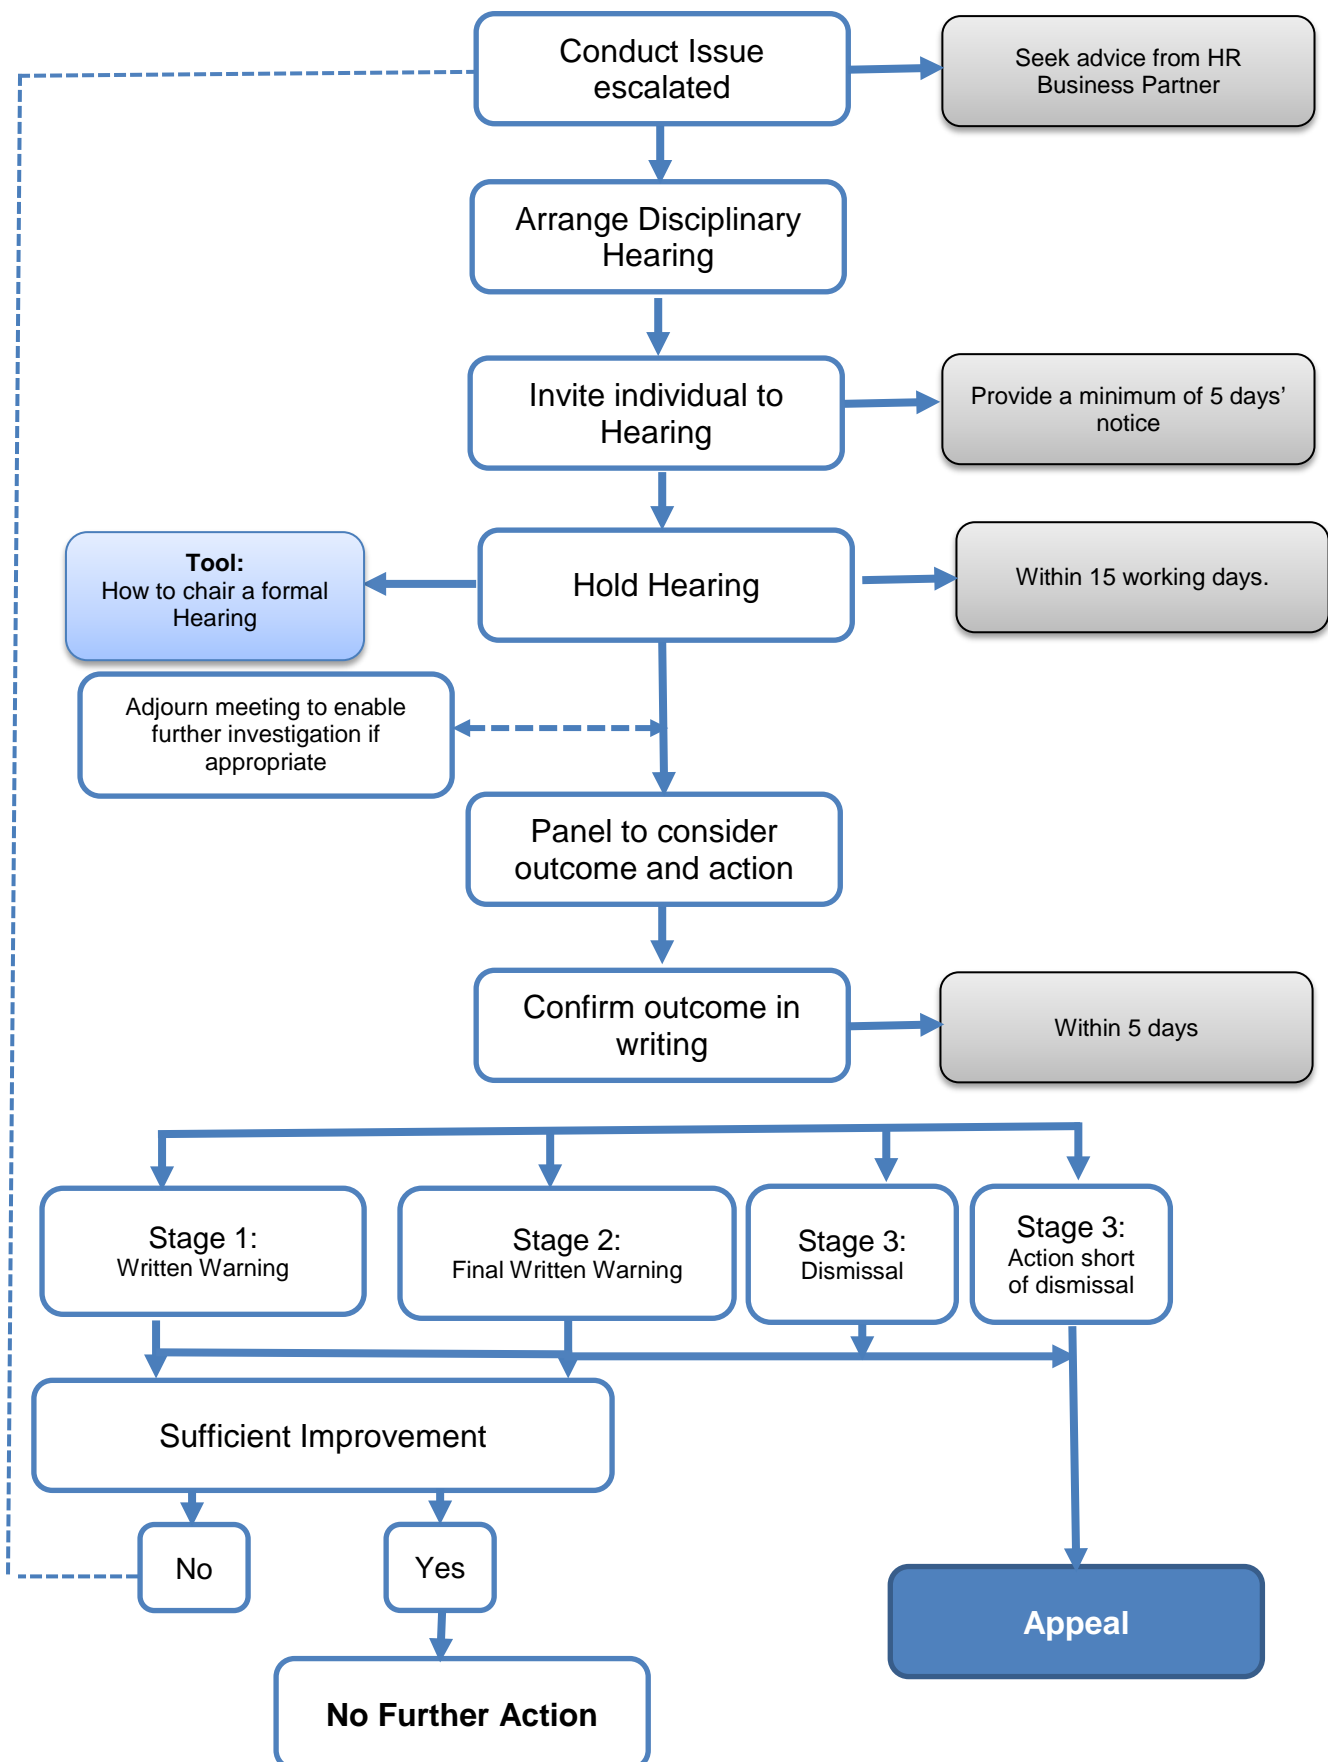 Conduct Issue
escalated
Seek advice from HR
Business Partner
Arrange Disciplinary
Hearing
Invite individual to
Hearing
Provide a minimum of 5 days’
notice
Tool:
How to chair a formal
Hearing
Hold Hearing
Within 15 working days.
Adjourn meeting to enable
further investigation if
appropriate
Panel to consider
outcome and action
Confirm outcome in
writing
Within 5 days
Stage 1:
Written Warning
Stage 2:
Final Written Warning
Stage 3:
Dismissal
Stage 3:
Action short
of dismissal
Sufficient Improvement
No
Yes
Appeal
No Further Action